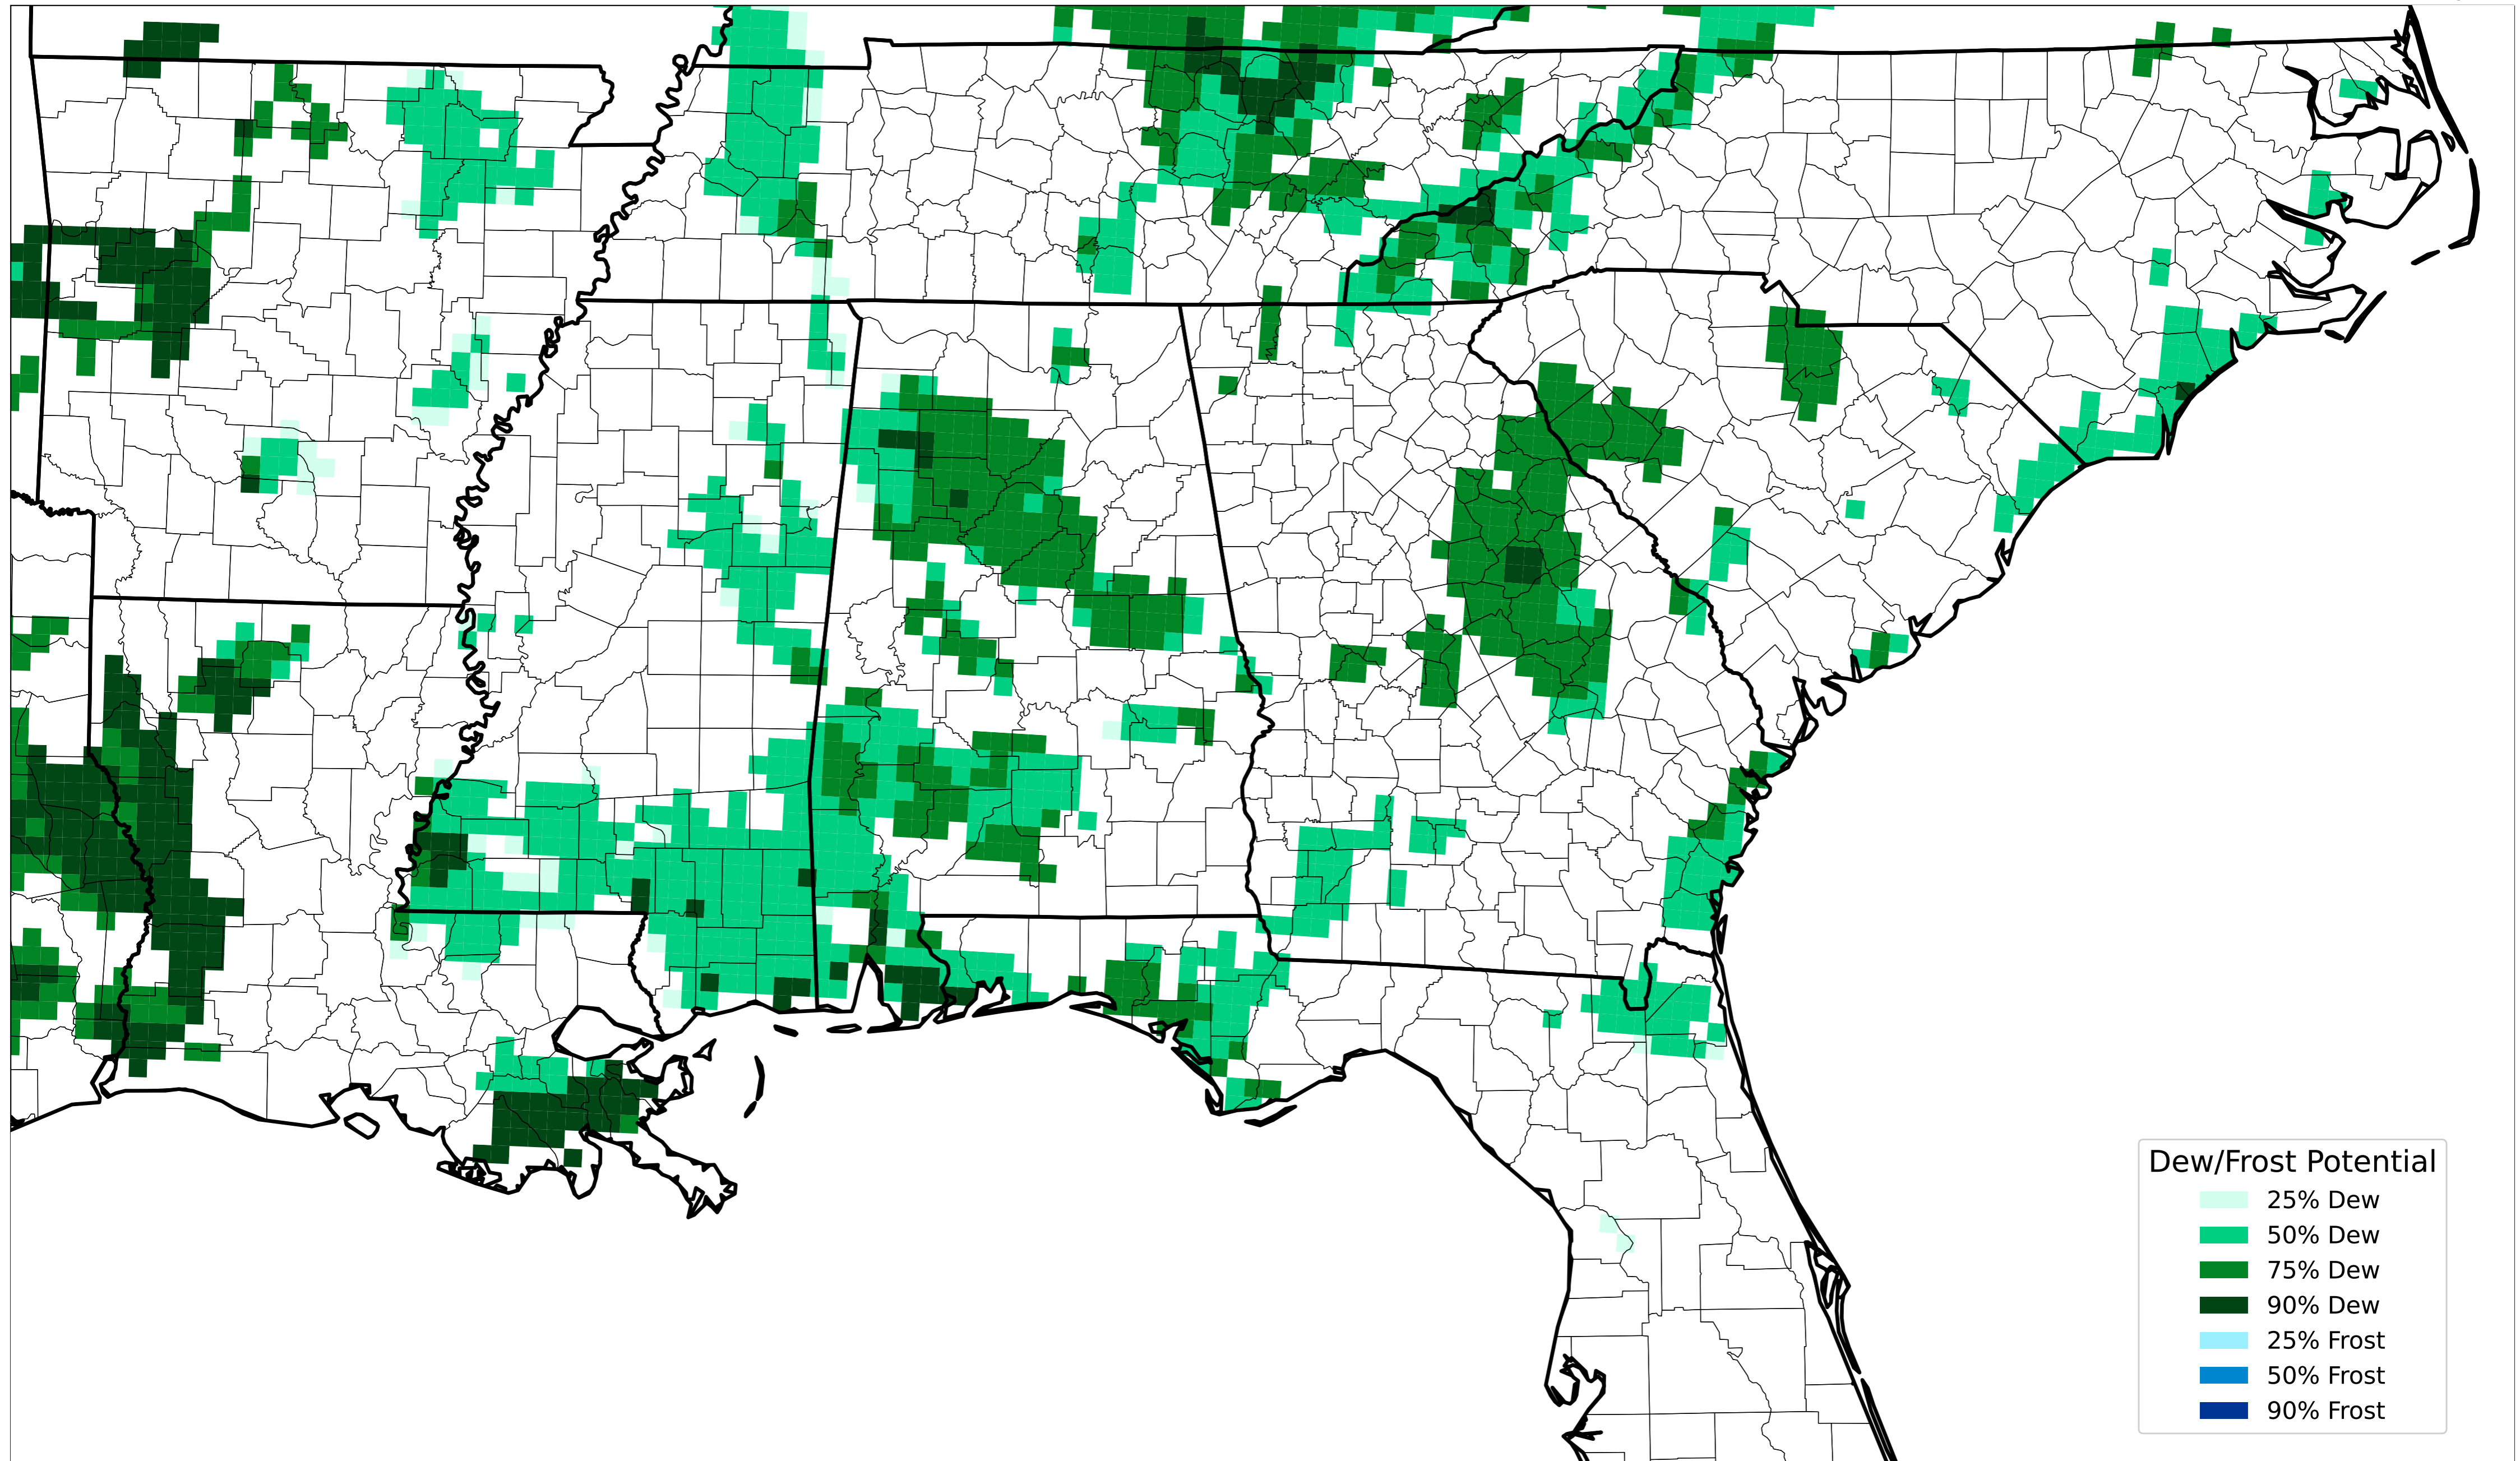 Dew/Frost Potential
25% Dew
50% Dew
75% Dew
90% Dew
25% Frost
50% Frost
90% Frost